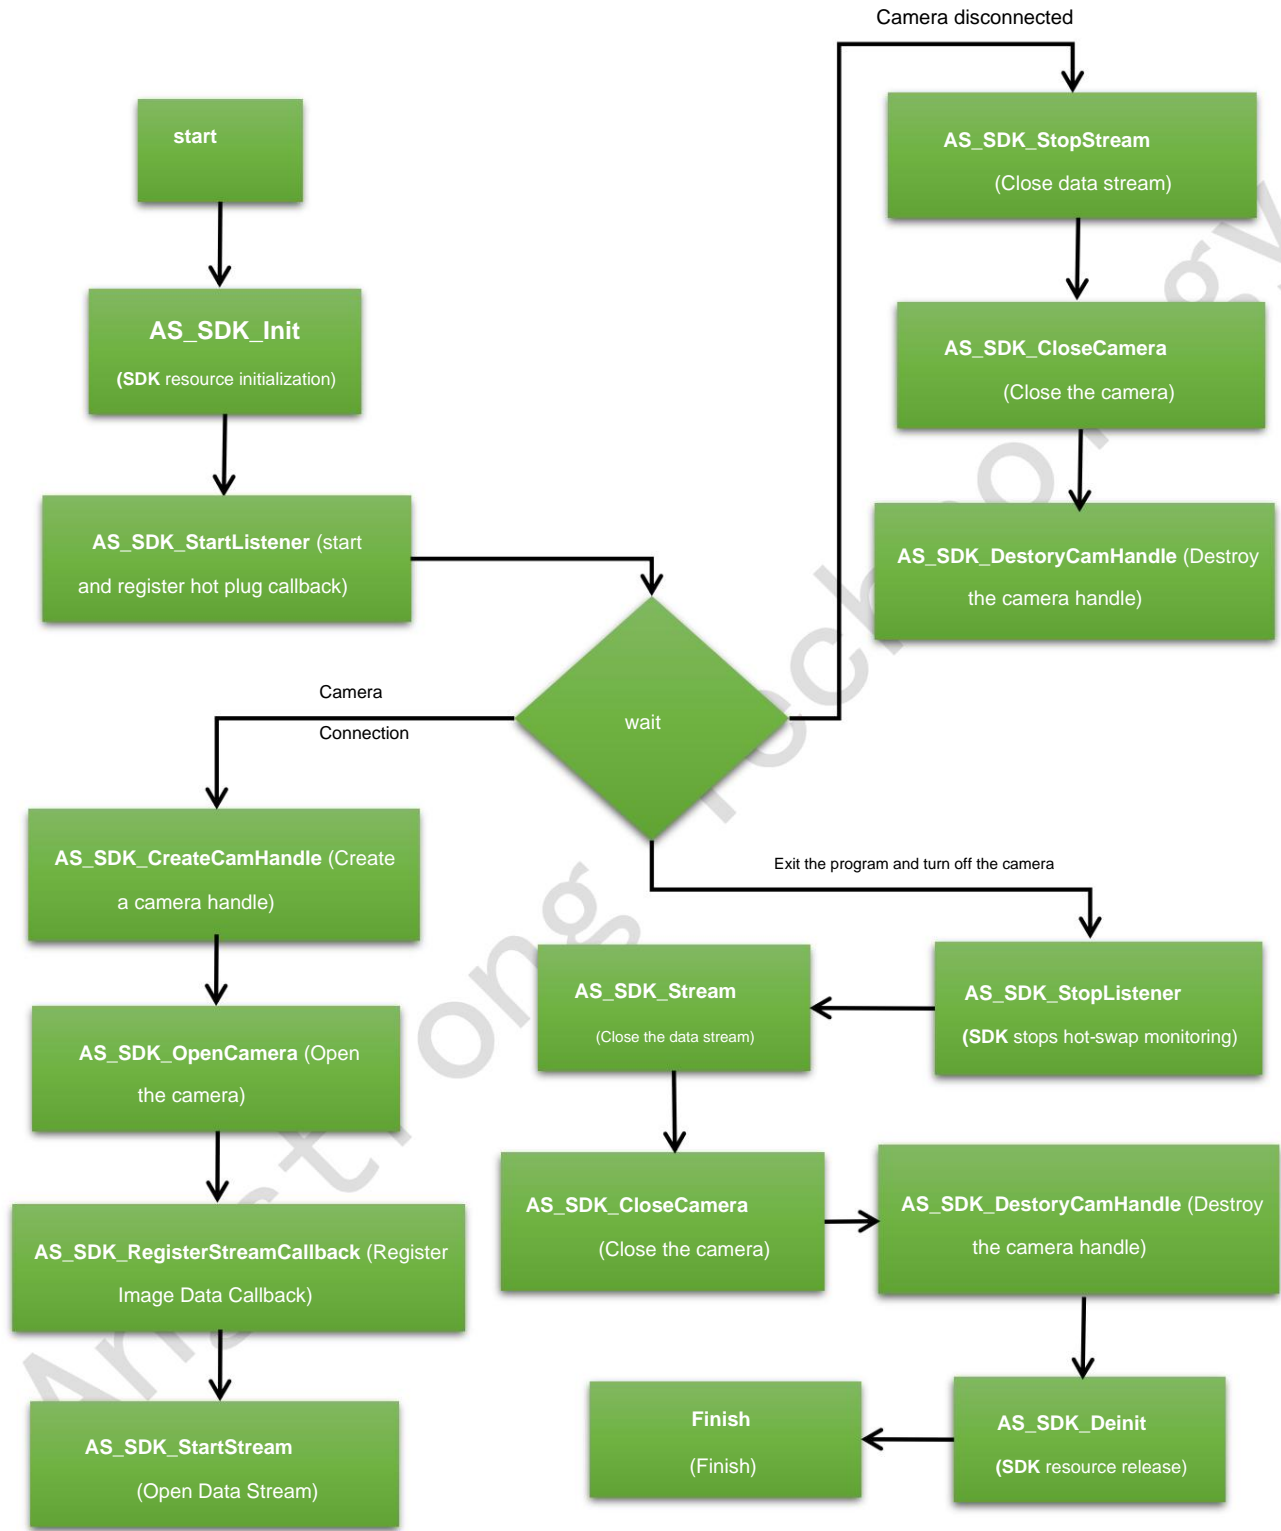 Camera disconnected
start
AS_SDK_StopStream
(Close data stream)
AS_SDK_Init
(SDK resource initialization)
AS_SDK_CloseCamera
(Close the camera)
AS_SDK_StartListener (start
and register hot plug callback)
AS_SDK_DestoryCamHandle (Destroy
the camera handle)
Camera
Connection
wait
AS_SDK_CreateCamHandle (Create
a camera handle)
Exit the program and turn off the camera
AS_SDK_Stream
(Close the data stream)
AS_SDK_StopListener
(SDK stops hot-swap monitoring)
AS_SDK_OpenCamera (Open
the camera)
AS_SDK_CloseCamera
(Close the camera)
AS_SDK_DestoryCamHandle (Destroy
the camera handle)
AS_SDK_RegisterStreamCallback (Register
Image Data Callback)
AS_SDK_StartStream
(Open Data Stream)
Finish
(Finish)
AS_SDK_Deinit
(SDK resource release)